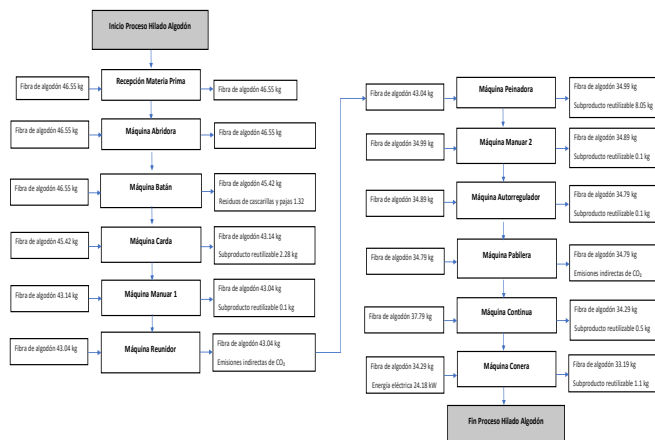 Inicio Proceso Hilado Algodón
Fibra de algodón 46.55 kg
Recepción Materia Prima
Fibra de algodón 46.55 kg
Fibra de algodón 46.55 kg
Máquina Abridora
Fibra de algodón 46.55 kg
Fibra de algodón 46.55 kg
Máquina Batán
Fibra de algodón 45.42 kg
Residuos de cascarillas y pajas 1.32
Fibra de algodón 45.42 kg
Máquina Carda
Fibra de algodón 43.14 kg
Subproducto reutilizable 2.28 kg
Fibra de algodón 43.14 kg
Máquina Manuar 1
Fibra de algodón 43.04 kg
Subproducto reutilizable 0.1 kg
Fibra de algodón 43.04 kg
Máquina Reunidor
Fibra de algodón 43.04 kg
Emisiones indirectas de CO₂
Fibra de algodón 43.04 kg
Máquina Peinadora
Fibra de algodón 34.99 kg
Subproducto reutilizable 8.05 kg
Fibra de algodón 34.99 kg
Máquina Manuar 2
Fibra de algodón 34.89 kg
Subproducto reutilizable 0.1 kg
Fibra de algodón 34.89 kg
Máquina Autorregulador
Fibra de algodón 34.79 kg
Subproducto reutilizable 0.1 kg
Fibra de algodón 34.79 kg
Máquina Pabilera
Fibra de algodón 34.79 kg
Emisiones indirectas de CO₂
Fibra de algodón 37.79 kg
Máquina Continua
Fibra de algodón 34.29 kg
Subproducto reutilizable 0.5 kg
Fibra de algodón 34.29 kg
Energía eléctrica 24.18 kW
Máquina Conera
Fibra de algodón 33.19 kg
Subproducto reutilizable 1.1 kg
Fin Proceso Hilado Algodón